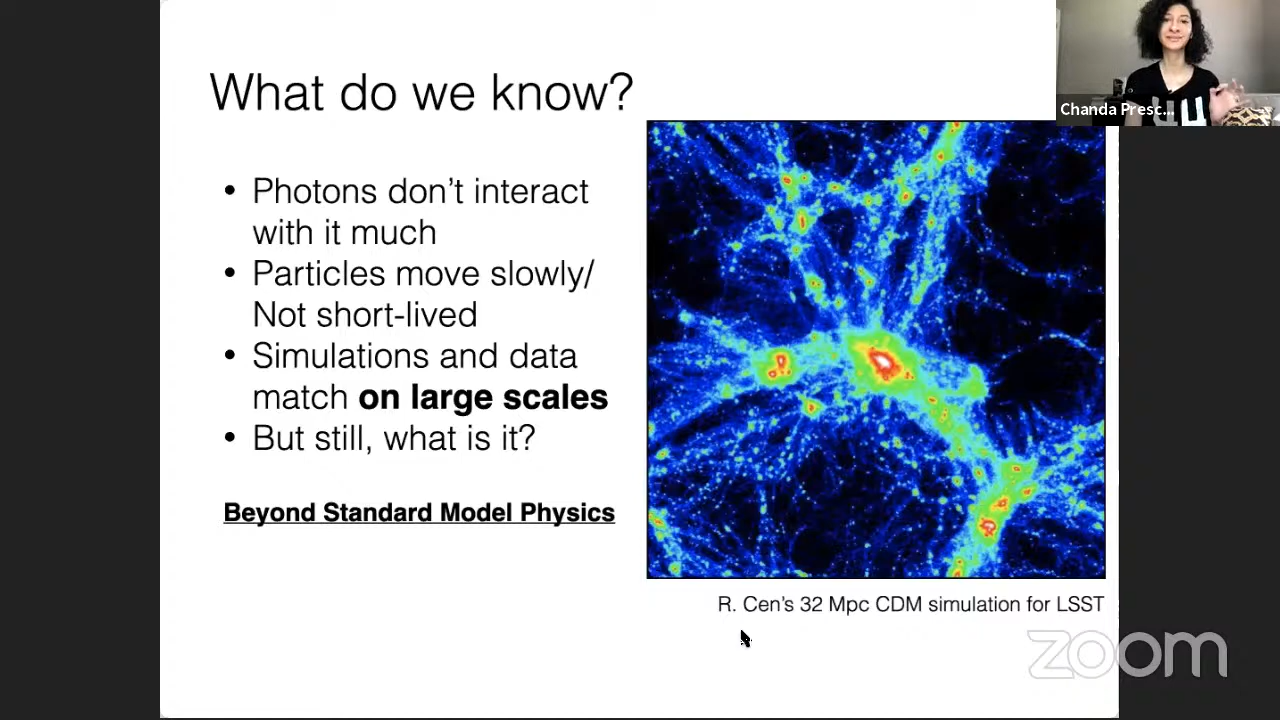 What do we know?
• Photons don't interact
with it much
• Particles move slowly/
Not short-lived
• Simulations and data
match on large scales
• But still, what is it?
Beyond Standard Model Physics
Chanda Presc...
R. Cen's 32 Mpc CDM simulation for LSST
zoom